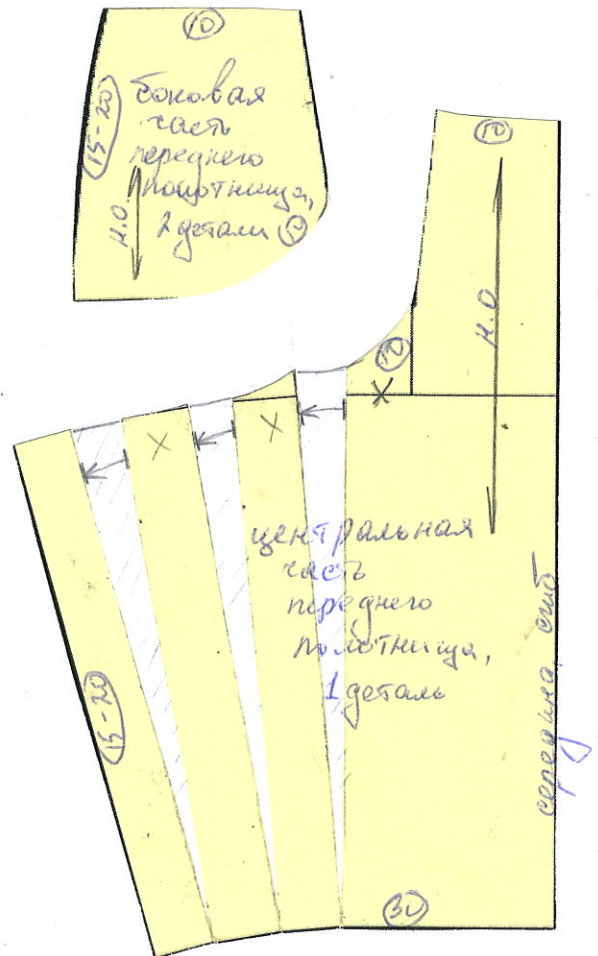 10
боковая
часть
переднего
полотнища,
2 детали 10
15-20
н.о.
10
н.о
10
х
х
х
центральная
часть
переднего
полотнища,
1 деталь
середина, сгиб
15-20
30